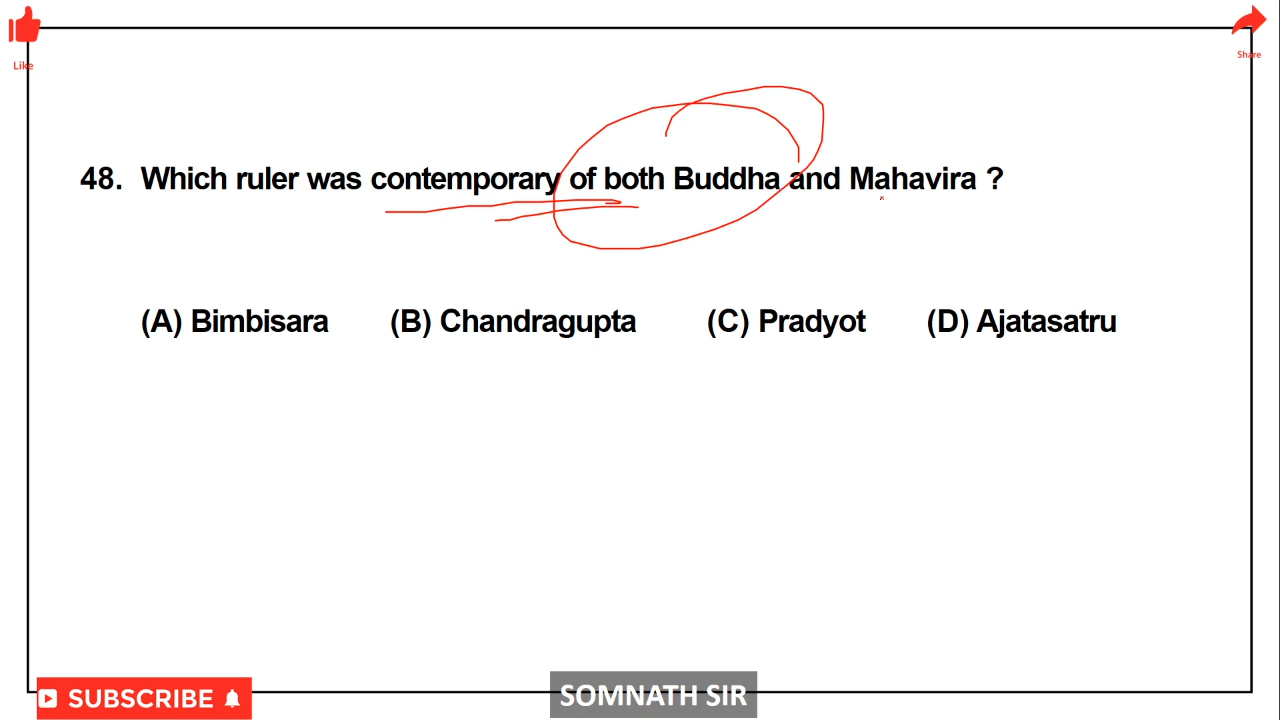 Like
Share
48. Which ruler was contemporary of both Buddha and Mahavira ?
(A) Bimbisara (B) Chandragupta (C) Pradyot (D) Ajatasatru
SUBSCRIBE
SOMNATH SIR